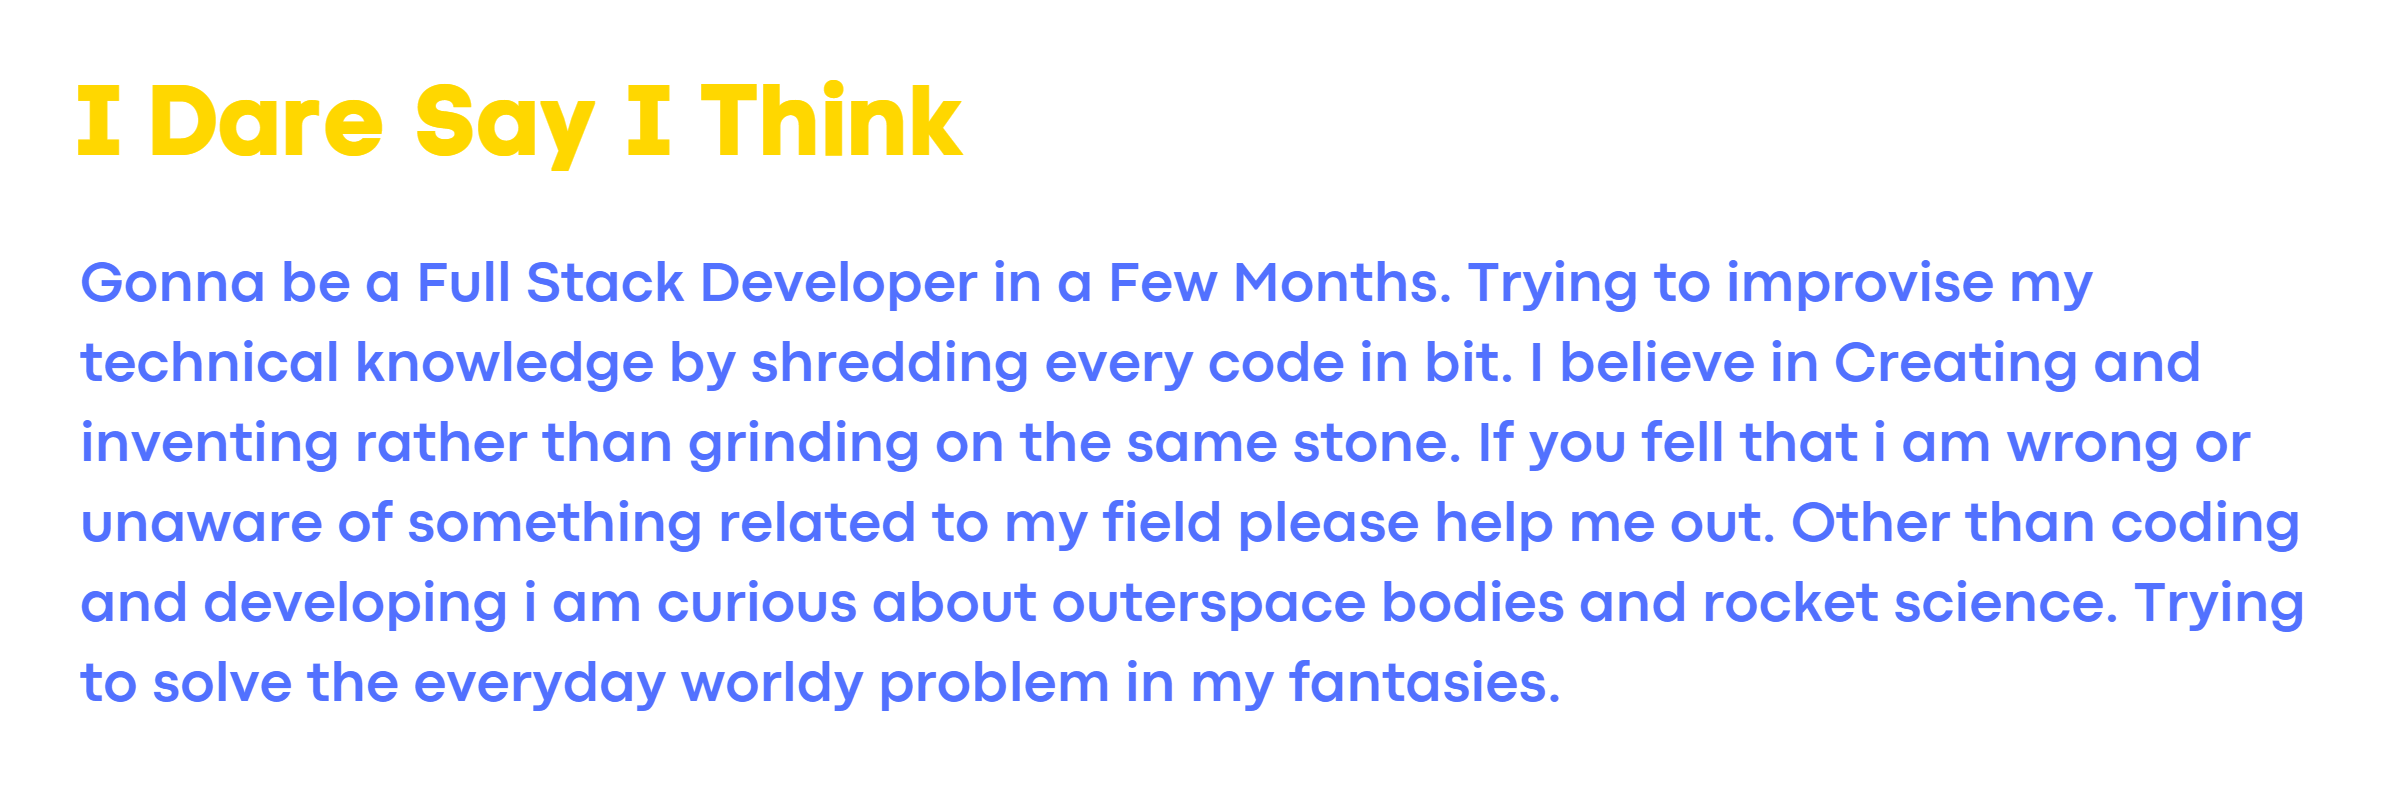 I Dare Say I Think
Gonna be a Full Stack Developer in a Few Months. Trying to improvise my
technical knowledge by shredding every code in bit. I believe in Creating and
inventing rather than grinding on the same stone. If you fell that i am wrong or
unaware of something related to my field please help me out. Other than coding
and developing i am curious about outerspace bodies and rocket science. Trying
to solve the everyday worldy problem in my fantasies.